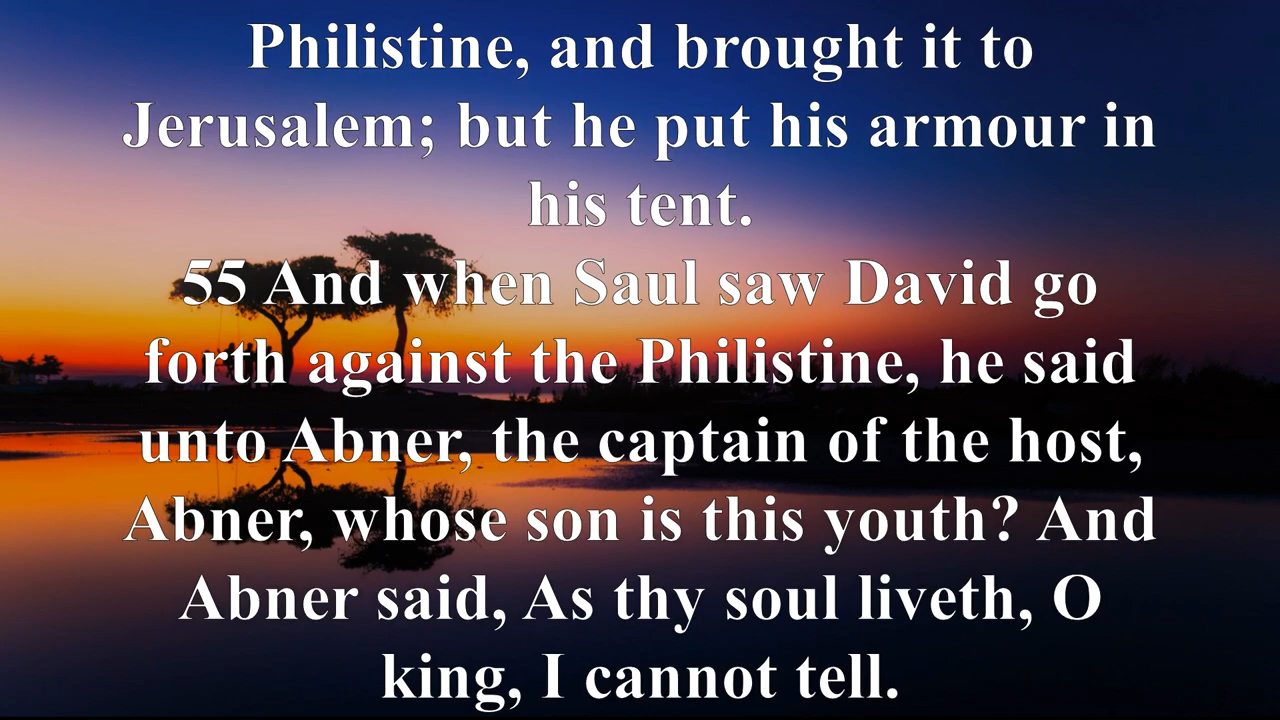 Philistine, and brought it to
Jerusalem; but he put his armour in
his tent.
55 And when Saul saw David go
forth against the Philistine, he said
unto Abner, the captain of the host,
Abner, whose son is this youth? And
Abner said, As thy soul liveth, O
king, I cannot tell.